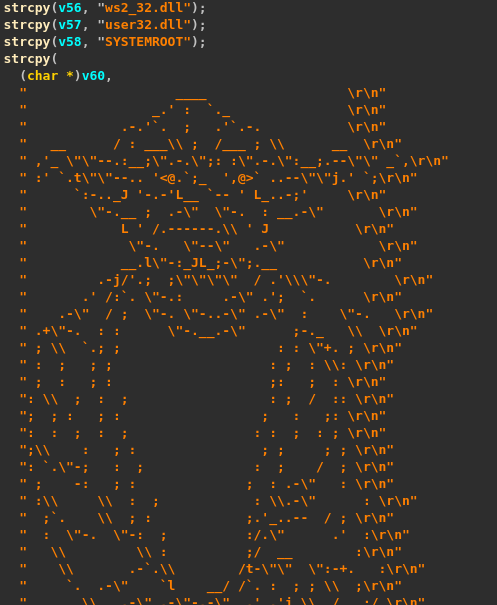 strcpy(v56, "ws2_32.dll");
strcpy(v57, "user32.dll");
strcpy(v58, "SYSTEMROOT");
strcpy(
  (char *)v60,
  "                   ____                  \r\n"
  "                _.' :  `._               \r\n"
  "            .-.'`.  ;   .'`.-.           \r\n"
  "   __      / : ___\\ ;  /___ ; \\      __  \r\n"
  " ,'_ \"\"--.:__;\".-.\";: :\".-.\":__;.--\"\" _`,\r\n"
  " :' `.t\"\"--.. '<@.`;_  ',@>` ..--\"\"j.' `;\r\n"
  "      `:-.._J '-.-'L__ `-- ' L_..-;'     \r\n"
  "        \"-.__ ;  .-\"  \"-.  : __.-\"       \r\n"
  "            L ' /.------.\\ ' J           \r\n"
  "             \"-.   \"--\"   .-\"            \r\n"
  "            __.l\"-:_JL_;-\";.__           \r\n"
  "         .-j/'.;  ;\"\"\"\"  / .'\\\"-.        \r\n"
  "       .' /:`. \"-.:     .-\" .';  `.      \r\n"
  "    .-\"  / ;  \"-. \"-..-\" .-\"  :    \"-.   \r\n"
  " .+\"-.  : :      \"-.__.-\"      ;-._   \\  \r\n"
  " ; \\  `.; ;                    : : \"+. ; \r\n"
  " :  ;   ; ;                    : ;  : \\: \r\n"
  " ;  :   ; :                    ;:   ;  : \r\n"
  ": \\  ;  :  ;                  : ;  /  :: \r\n"
  ";  ; :   ; :                  ;   :   ;: \r\n"
  ":  :  ;  :  ;                : :  ;  : ; \r\n"
  ";\\    :   ; :                ; ;     ; ; \r\n"
  ": `.\"-;   :  ;              :  ;    /  ; \r\n"
  " ;    -:   ; :              ;  : .-\"   : \r\n"
  " :\\     \\  :  ;            : \\.-\"      : \r\n"
  "  ;`.    \\  ; :            ;.'_..--  / ; \r\n"
  "  :  \"-.  \"-:  ;          :/.\"      .'  :\r\n"
  "   \\         \\ :          ;/  __        :\r\n"
  "    \\       .-`.\\        /t-\"\"  \":-+.   :\r\n"
  "     `.  .-\"    `l    __/ /`. :  ; ; \\  ;\r\n"